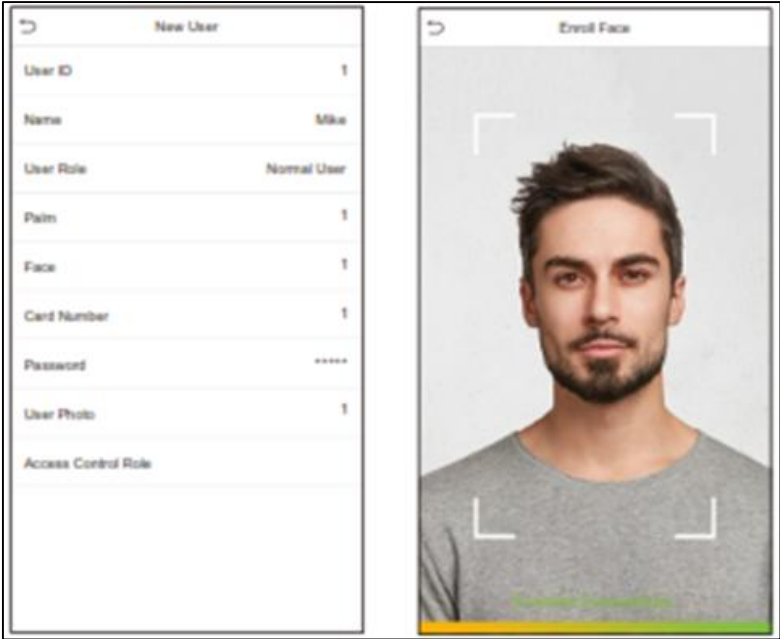 New User
User ID 1
Name Mike
User Role Normal User
Palm 1
Face 1
Card Number 1
Password *****
User Photo 1
Access Control Role
Enroll Face